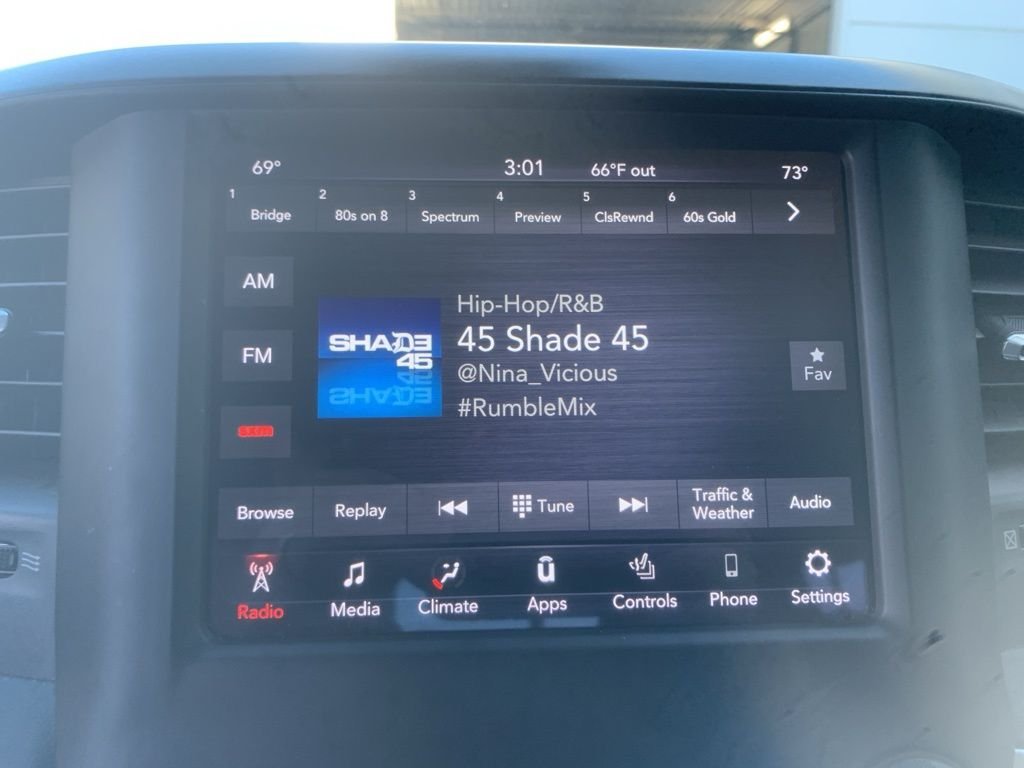 69° 3:01 66°F out 73°
1 2 3 4 5 6
Bridge 80s on 8 Spectrum Preview ClsRewnd 60s Gold
AM
FM
sxm
SHADE
45
Hip-Hop/R&B
45 Shade 45
@Nina_Vicious
#RumbleMix
Fav
Browse Replay Tune Traffic & Weather Audio
Radio Media Climate Apps Controls Phone Settings